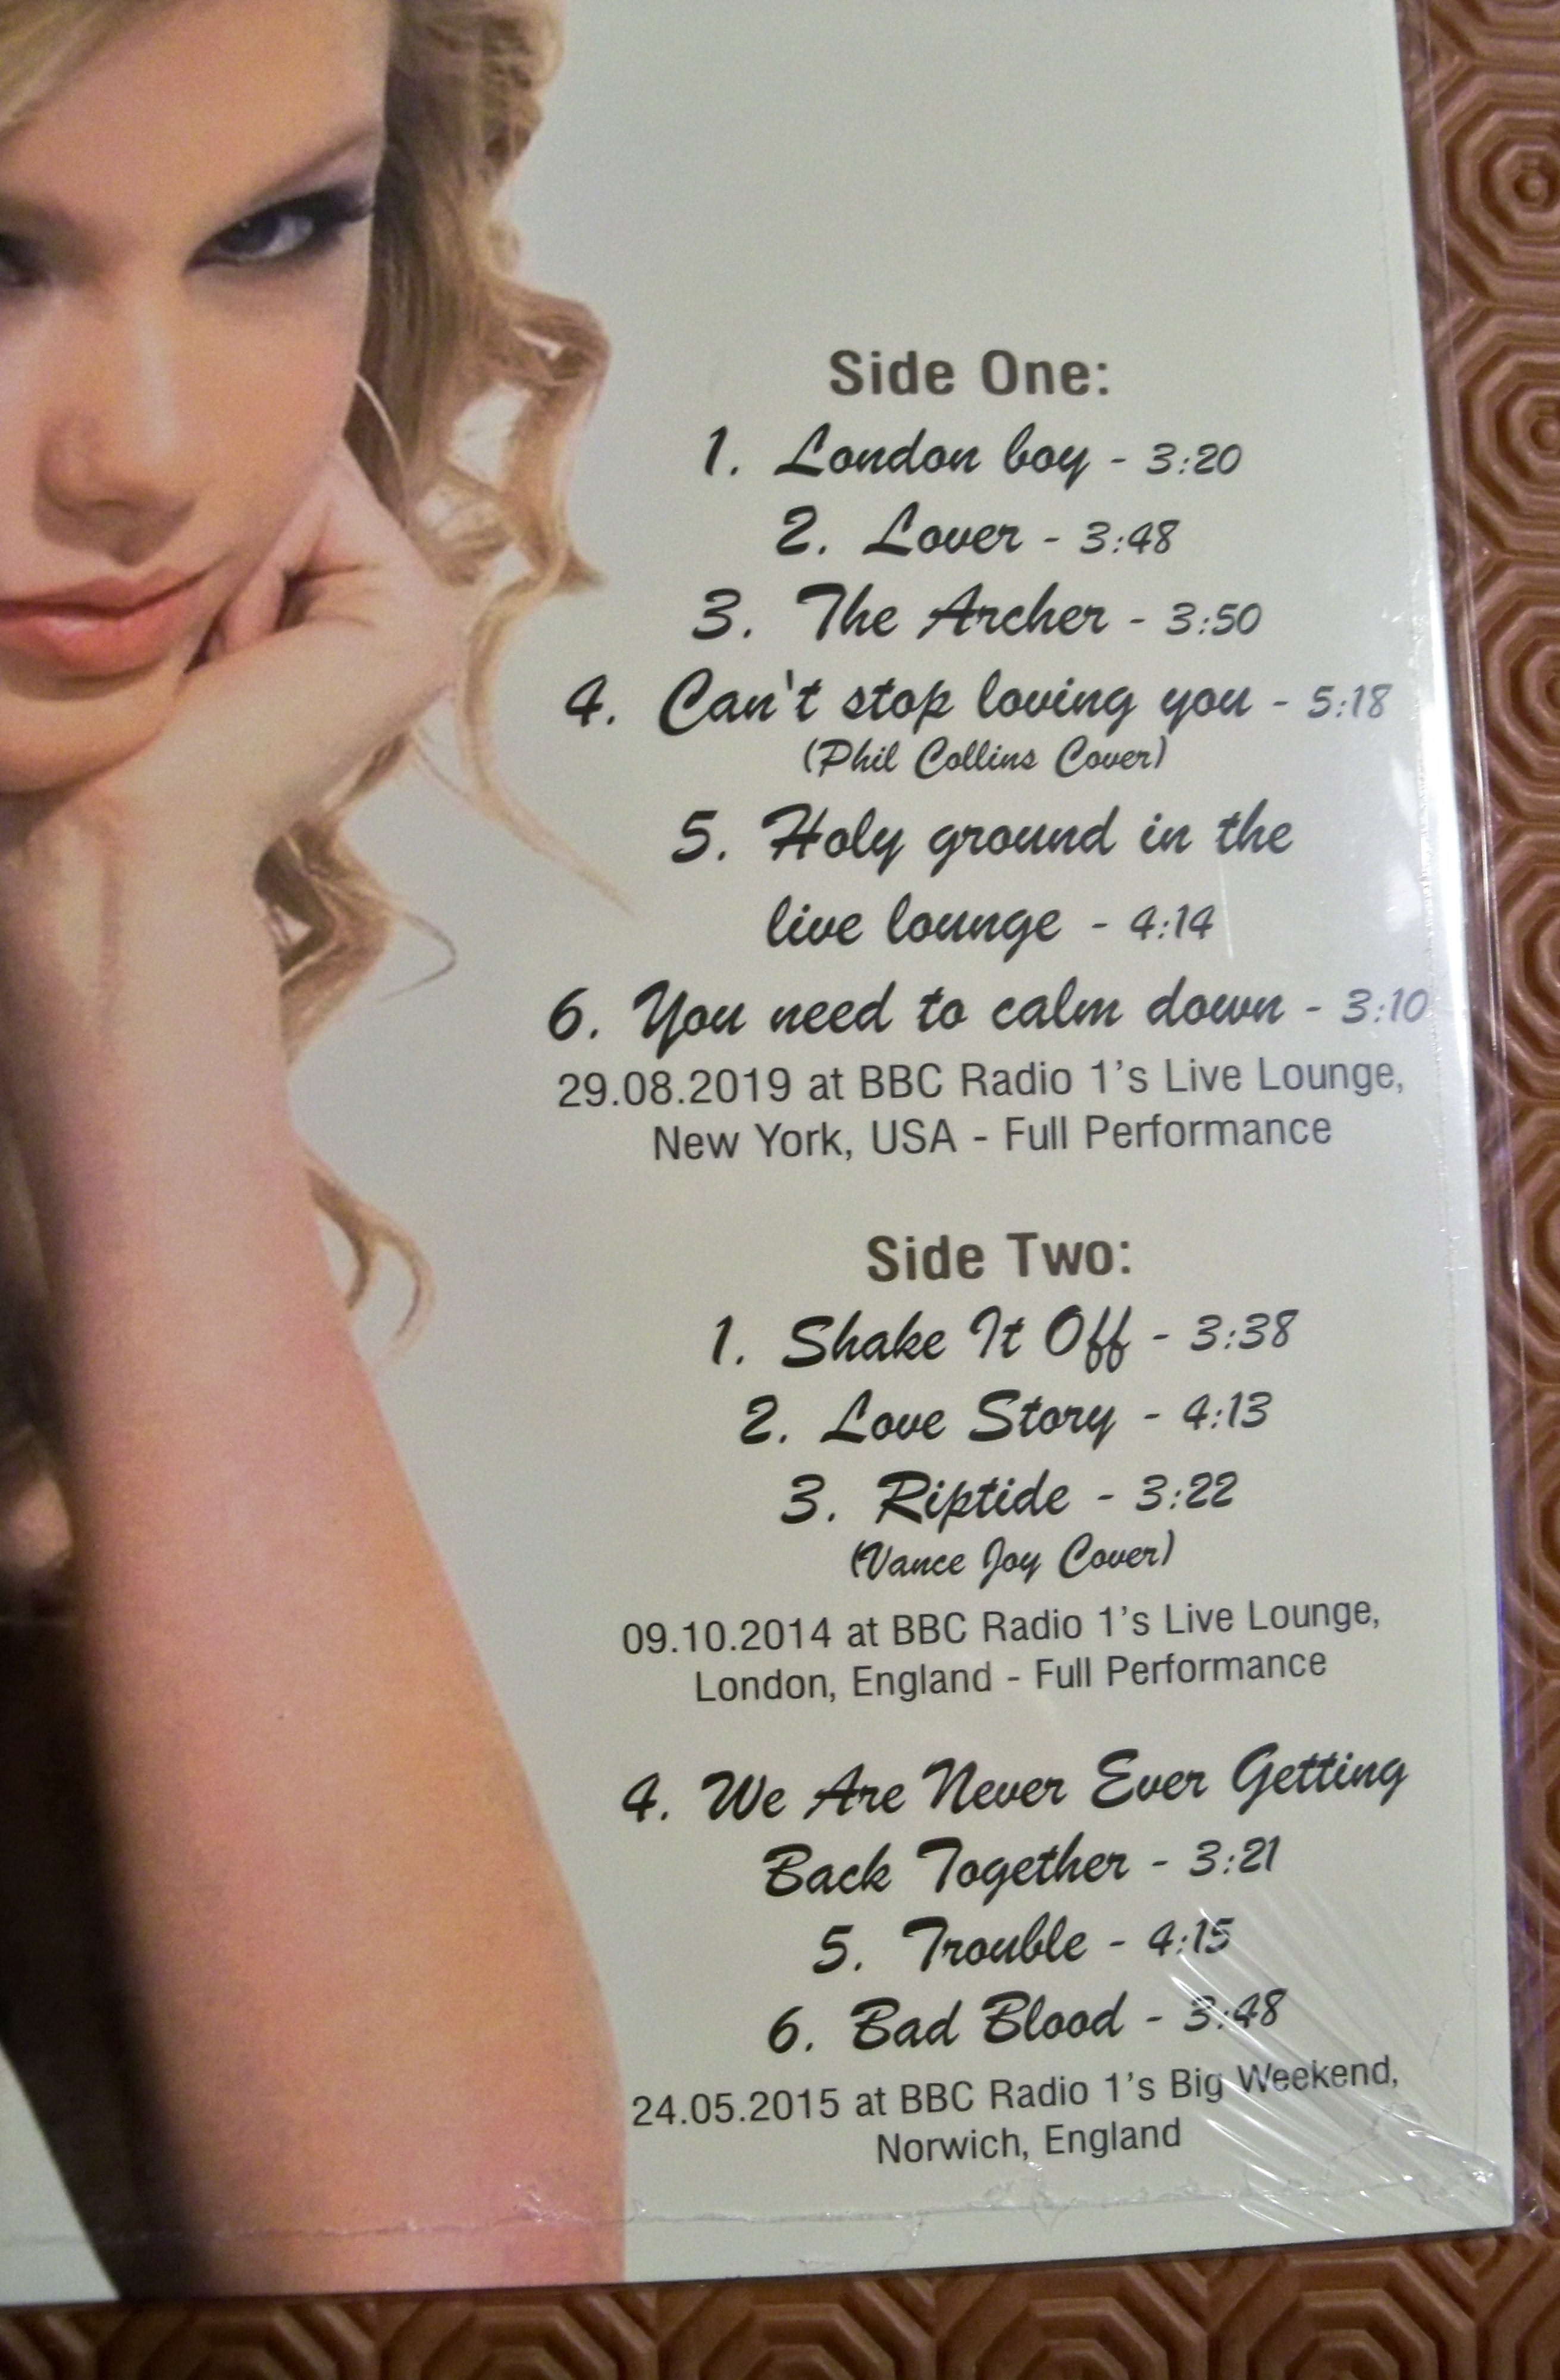 Side One:
1. London boy - 3:20
2. Lover - 3:48
3. The Archer - 3:50
4. Can't stop loving you - 5:18
(Phil Collins Cover)
5. Holy ground in the
live lounge - 4:14
6. You need to calm down - 3:10
29.08.2019 at BBC Radio 1's Live Lounge,
New York, USA - Full Performance
Side Two:
1. Shake It Off - 3:38
2. Love Story - 4:13
3. Riptide - 3:22
(Vance Joy Cover)
09.10.2014 at BBC Radio 1's Live Lounge,
London, England - Full Performance
4. We Are Never Ever Getting
Back Together - 3:21
5. Trouble - 4:15
6. Bad Blood - 3:48
24.05.2015 at BBC Radio 1's Big Weekend,
Norwich, England